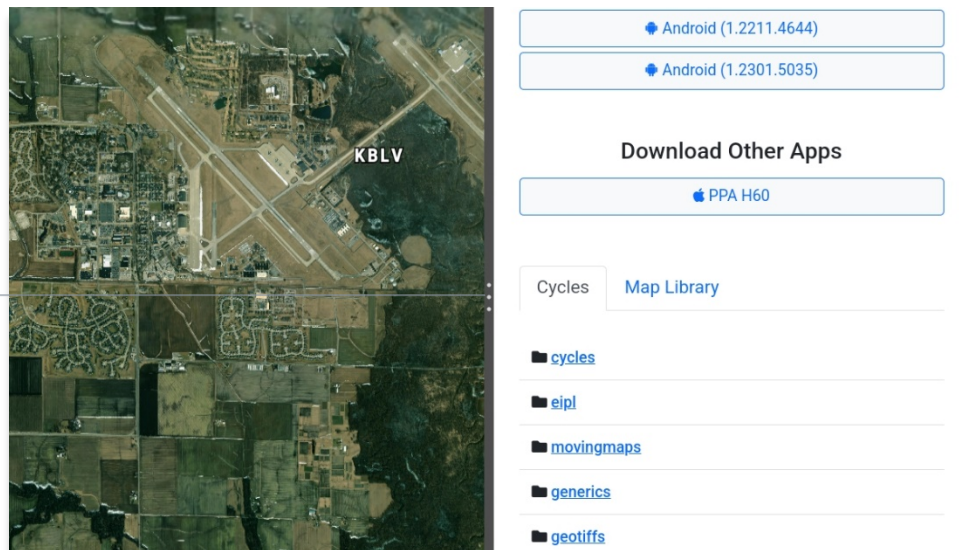 KBLV
Android (1.2211.4644)
Android (1.2301.5035)
Download Other Apps
PPA H60
Cycles
Map Library
cycles
eipl
movingmaps
generics
geotiffs